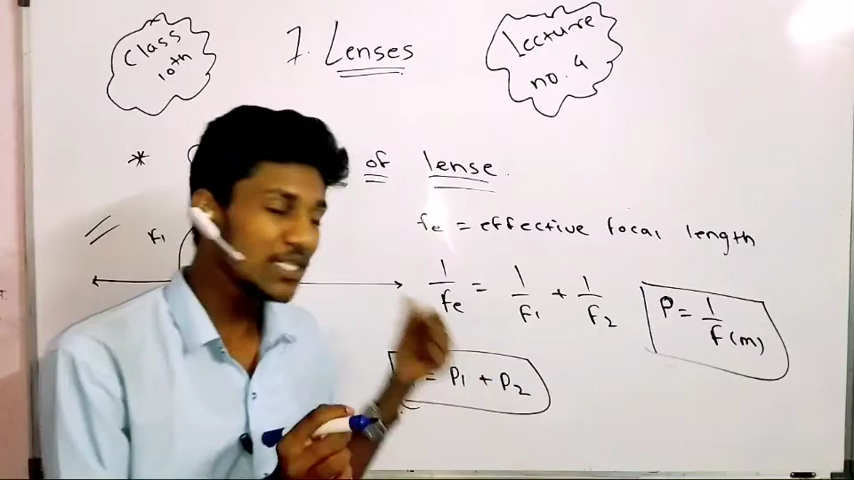 Class
10th
7. Lenses
Lecture
no. 4
* of lense
fe = effective focal length
F1
1/fe = 1/F1 + 1/F2
P = 1/F(m)
= P1 + P2